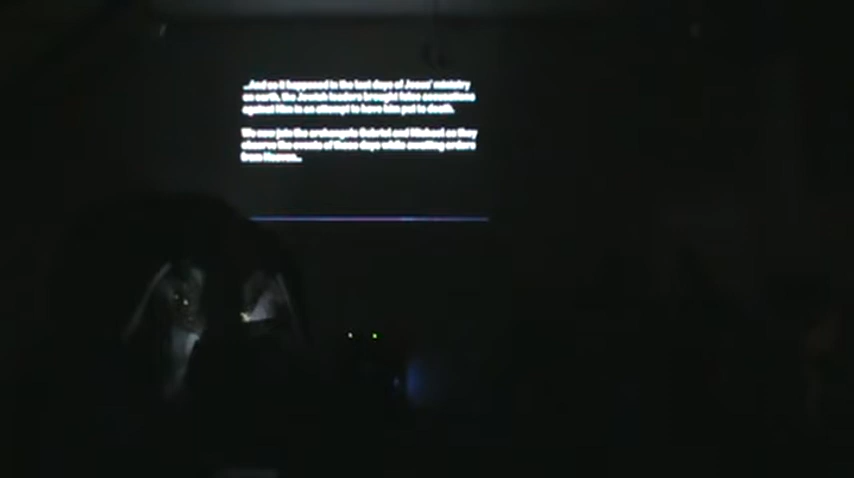 ...And so it happened in the last days of Jesus' ministry
on earth, the Jewish leaders brought false accusations
against Him in an attempt to have him put to death.
We now join the archangels Gabriel and Michael as they
observe the events of those days while awaiting orders
from Heaven...